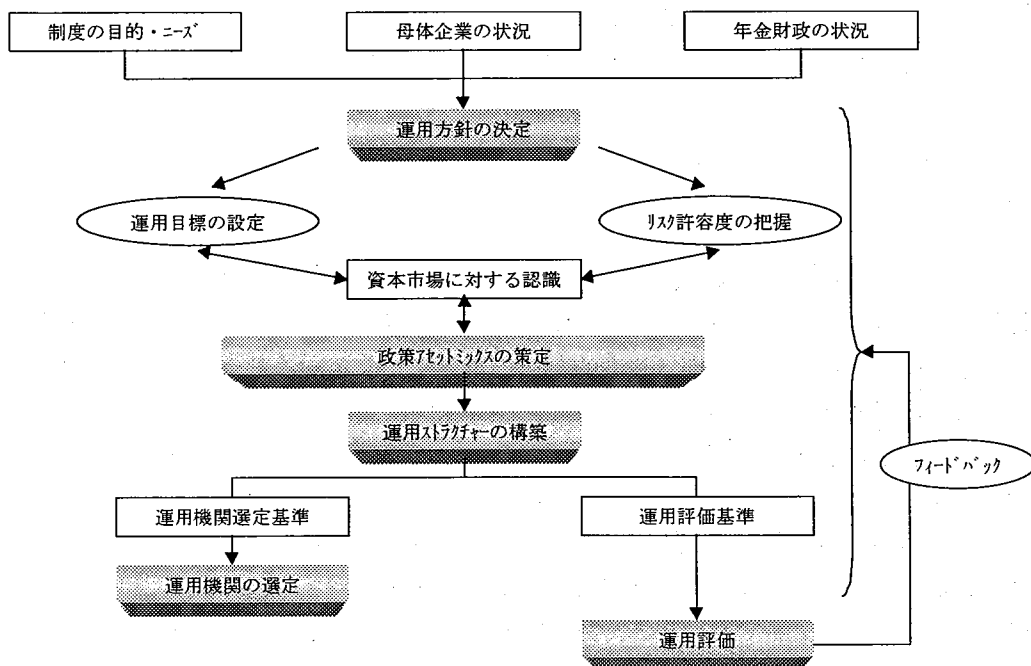 制度の目的・ニーズ
母体企業の状況
年金財政の状況
運用方針の決定
運用目標の設定
リスク許容度の把握
資本市場に対する認識
政策アセットミックスの策定
運用ストラクチャーの構築
フィードバック
運用機関選定基準
運用評価基準
運用機関の選定
運用評価